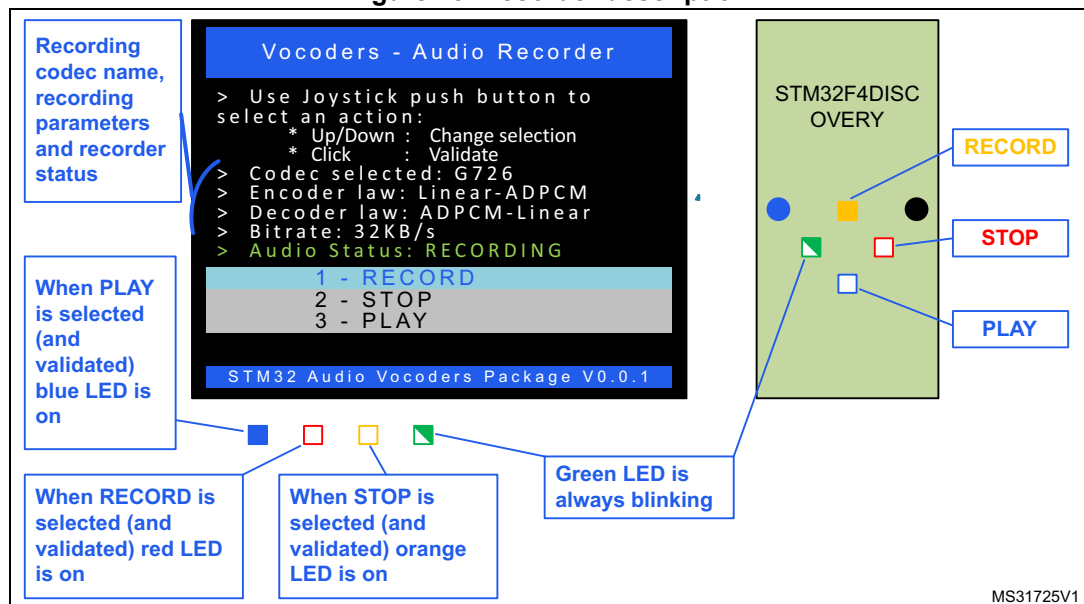 Recording
codec name,
recording
parameters
and recorder
status
Vocoders - Audio Recorder
> Use Joystick push button to
select an action:
* Up/Down : Change selection
* Click : Validate
> Codec selected: G726
> Encoder law: Linear-ADPCM
> Decoder law: ADPCM-Linear
> Bitrate: 32KB/s
> Audio Status: RECORDING
1 - RECORD
2 - STOP
3 - PLAY
STM32 Audio Vocoders Package V0.0.1
STM32F4DISC
OVERY
RECORD
STOP
PLAY
When PLAY
is selected
(and
validated)
blue LED is
on
When RECORD is
selected (and
validated) red LED
is on
When STOP is
selected (and
validated) orange
LED is on
Green LED is
always blinking
MS31725V1